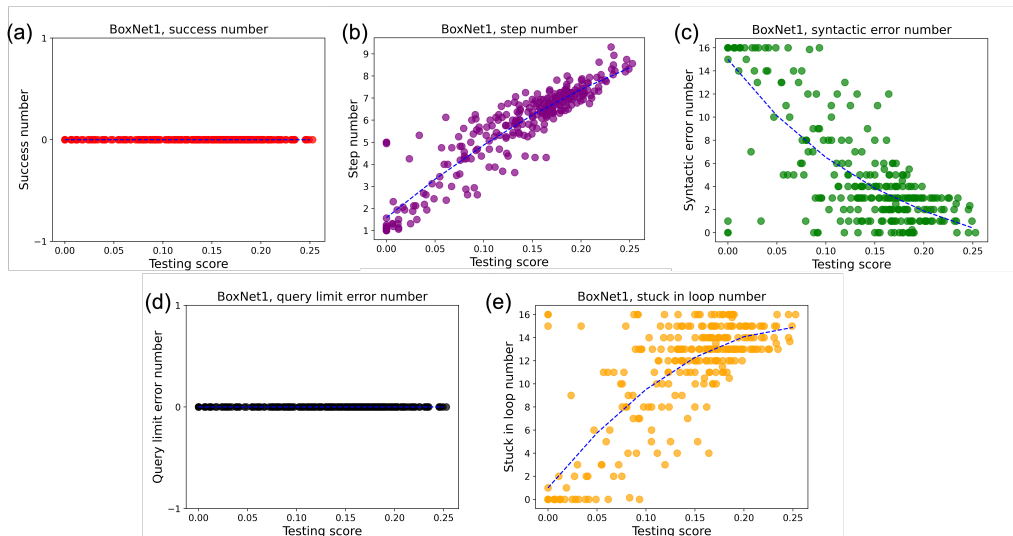 (a)
BoxNet1, success number
1
0
−1
Success number
0.00 0.05 0.10 0.15 0.20 0.25
Testing score
(b)
BoxNet1, step number
9
8
7
6
5
4
3
2
1
Step number
0.00 0.05 0.10 0.15 0.20 0.25
Testing score
(c)
BoxNet1, syntactic error number
16
14
12
10
8
6
4
2
0
Syntactic error number
0.00 0.05 0.10 0.15 0.20 0.25
Testing score
(d)
BoxNet1, query limit error number
1
0
−1
Query limit error number
0.00 0.05 0.10 0.15 0.20 0.25
Testing score
(e)
BoxNet1, stuck in loop number
16
14
12
10
8
6
4
2
0
Stuck in loop number
0.00 0.05 0.10 0.15 0.20 0.25
Testing score